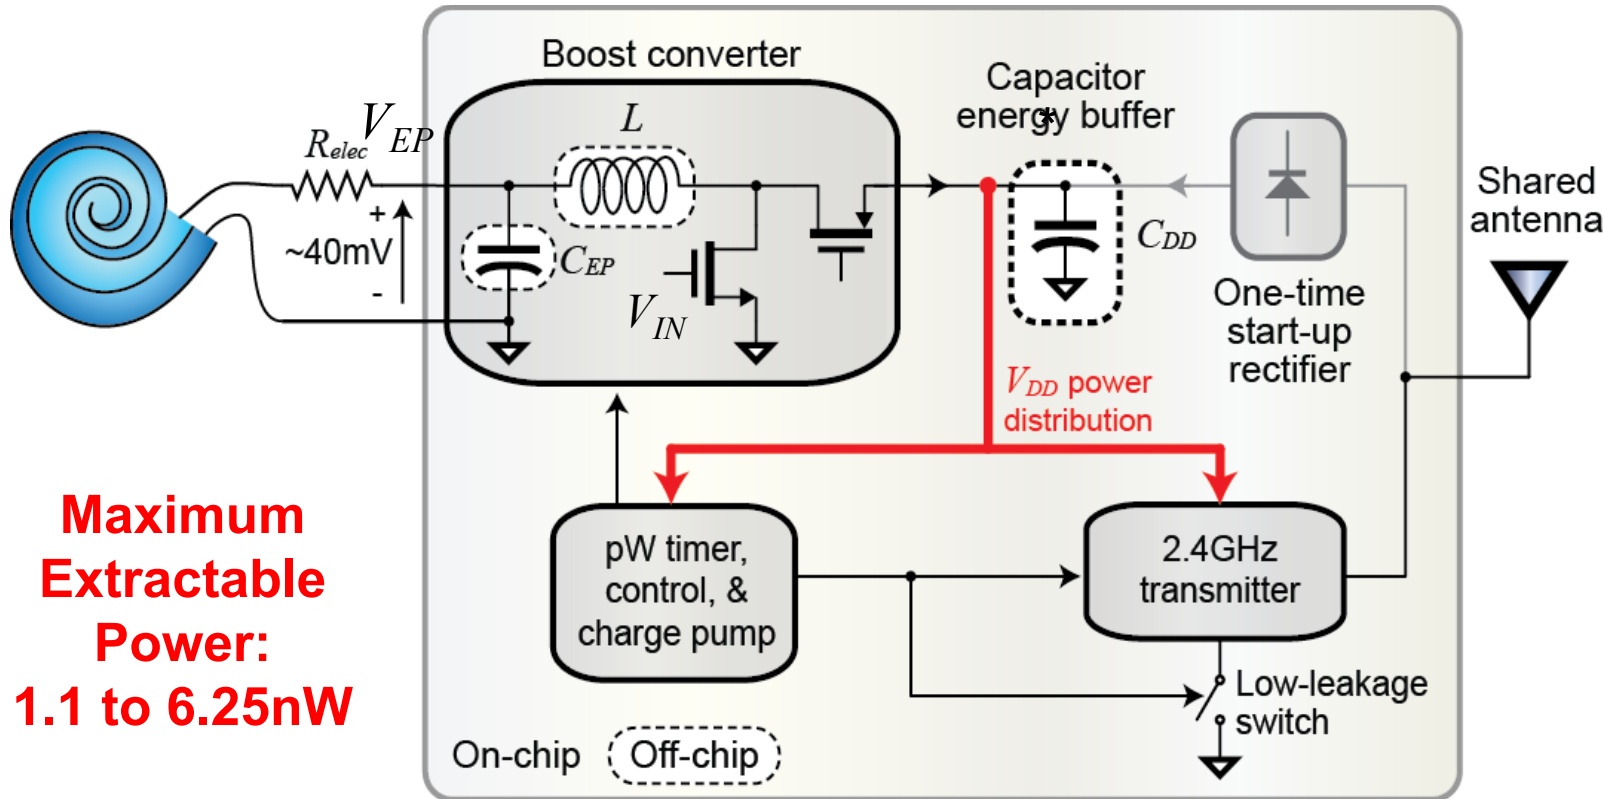 Boost converter
Capacitor
energy buffer
*
V_EP
R_elec
L
+
~40mV
-
C_EP
V_IN
C_DD
One-time
start-up
rectifier
Shared
antenna
V_DD power
distribution
Maximum
Extractable
Power:
1.1 to 6.25nW
pW timer,
control, &
charge pump
2.4GHz
transmitter
Low-leakage
switch
On-chip
Off-chip